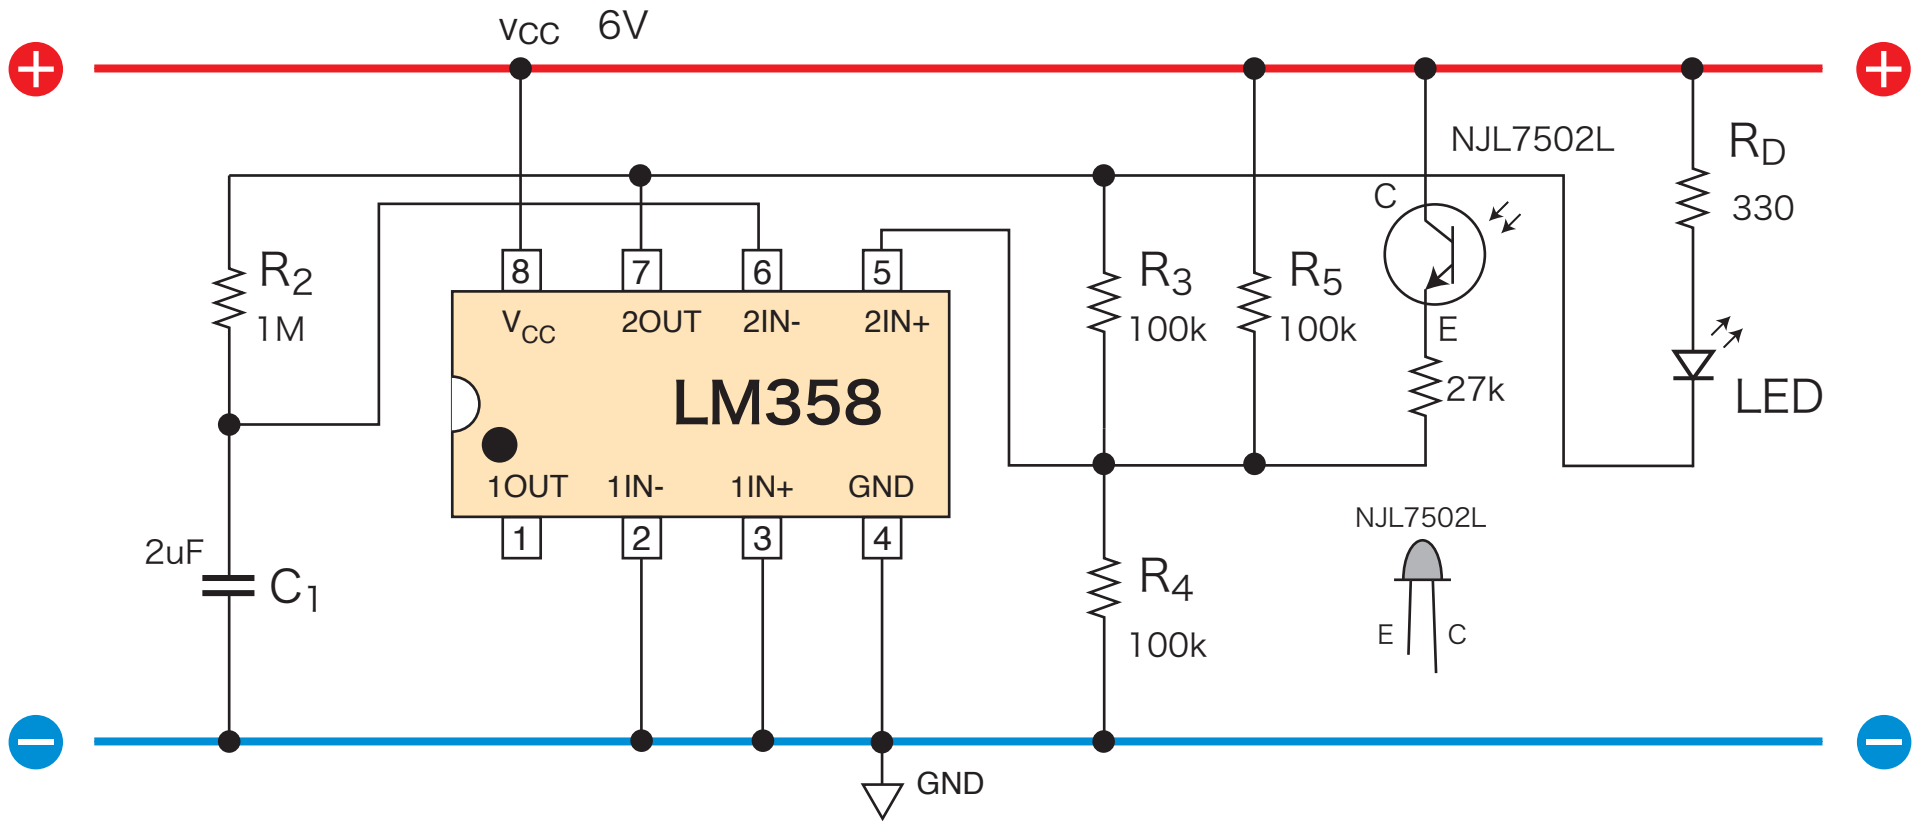 vCC 6V
NJL7502L
RD
330
C
E
27k
LED
R2
1M
R3
100k
R5
100k
8
7
6
5
VCC
2OUT
2IN-
2IN+
LM358
1OUT
1IN-
1IN+
GND
1
2
3
4
2uF
C1
R4
100k
NJL7502L
E
C
GND